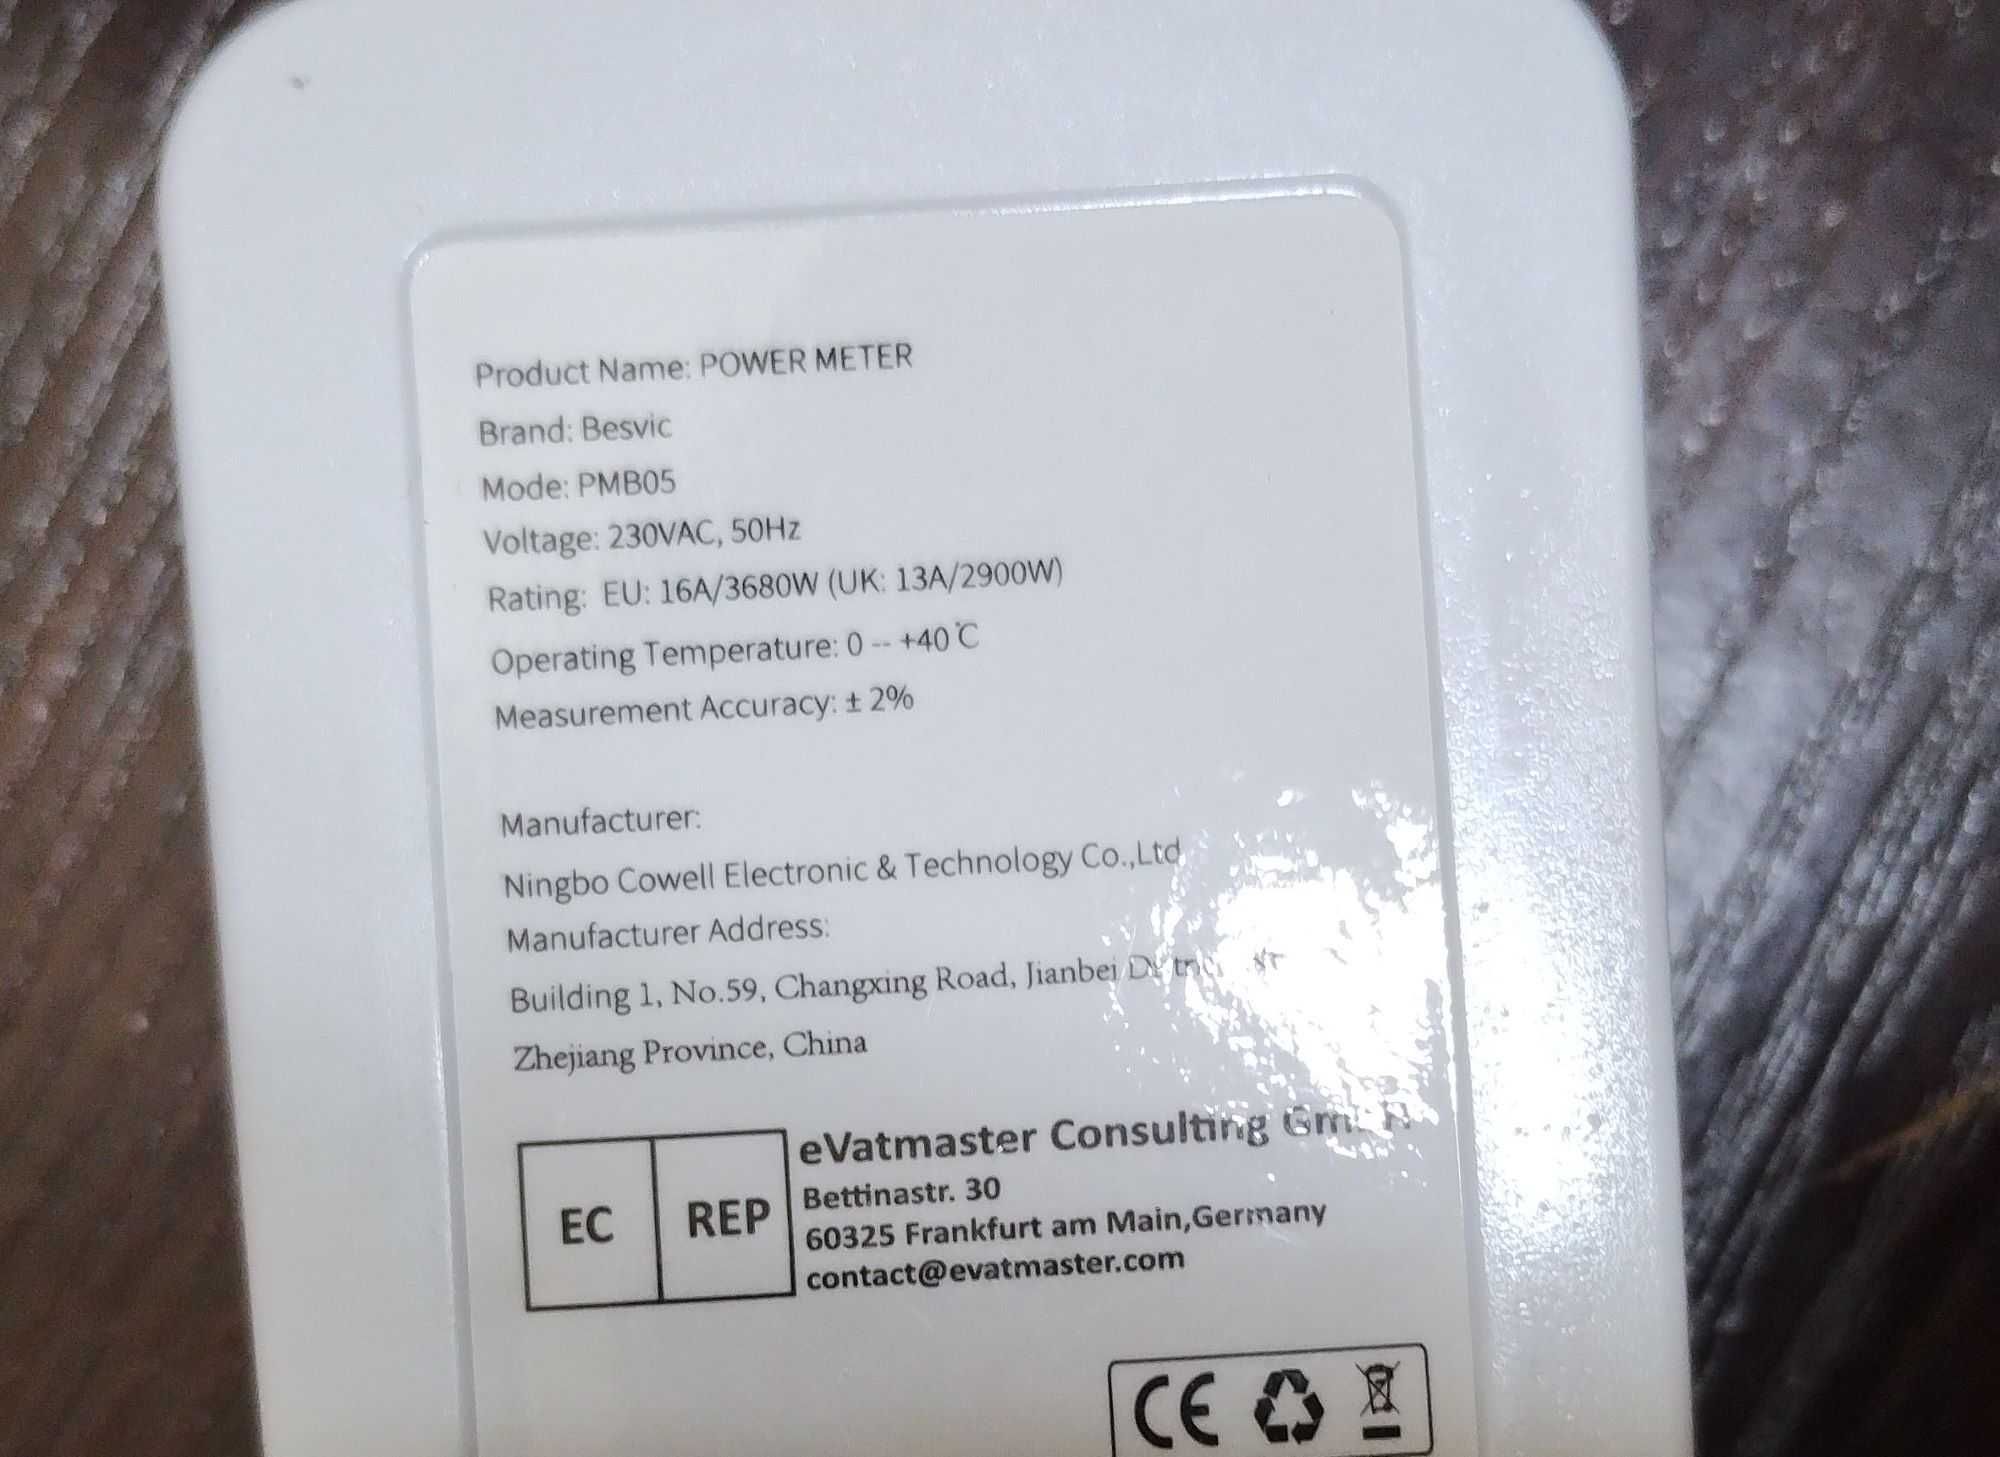 Product Name: POWER METER
Brand: Besvic
Mode: PMB05
Voltage: 230VAC, 50Hz
Rating: EU: 16A/3680W (UK: 13A/2900W)
Operating Temperature: 0 -- +40℃
Measurement Accuracy: ± 2%
Manufacturer:
Ningbo Cowell Electronic & Technology Co.,Ltd
Manufacturer Address:
Building 1, No.59, Changxing Road, Jianbei
Zhejiang Province, China
EC REP
eVatmaster Consulting
Bettinastr. 30
60325 Frankfurt am Main,Germany
contact@evatmaster.com
CE